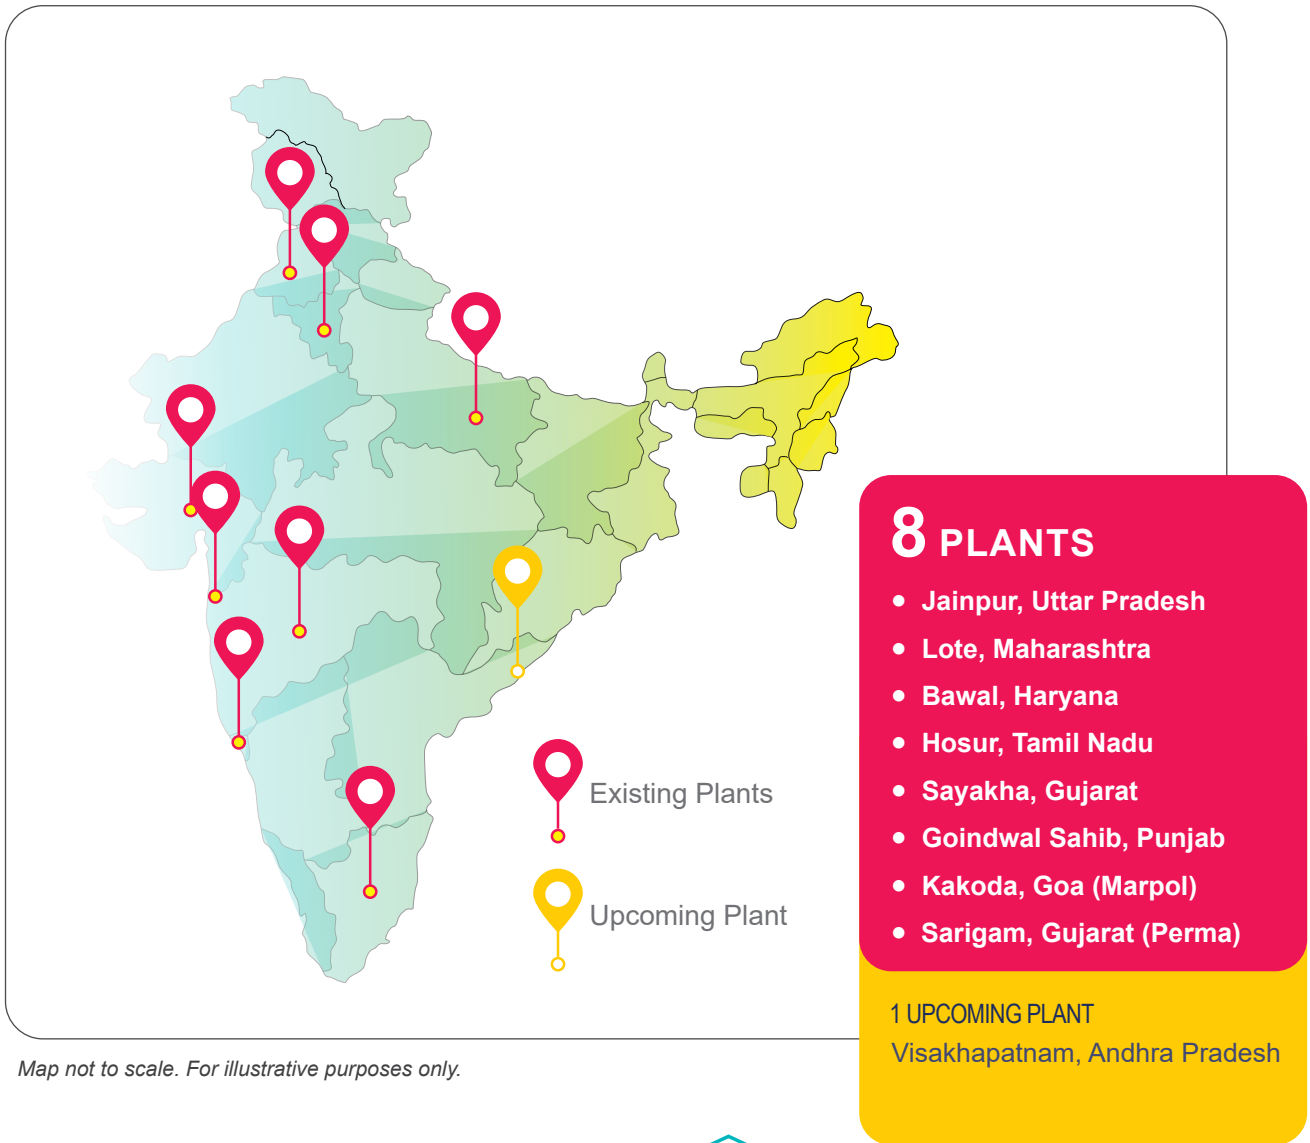 Existing Plants
Upcoming Plant
8 PLANTS
• Jainpur, Uttar Pradesh
• Lote, Maharashtra
• Bawal, Haryana
• Hosur, Tamil Nadu
• Sayakha, Gujarat
• Goindwal Sahib, Punjab
• Kakoda, Goa (Marpol)
• Sarigam, Gujarat (Perma)
1 UPCOMING PLANT
Visakhapatnam, Andhra Pradesh
Map not to scale. For illustrative purposes only.